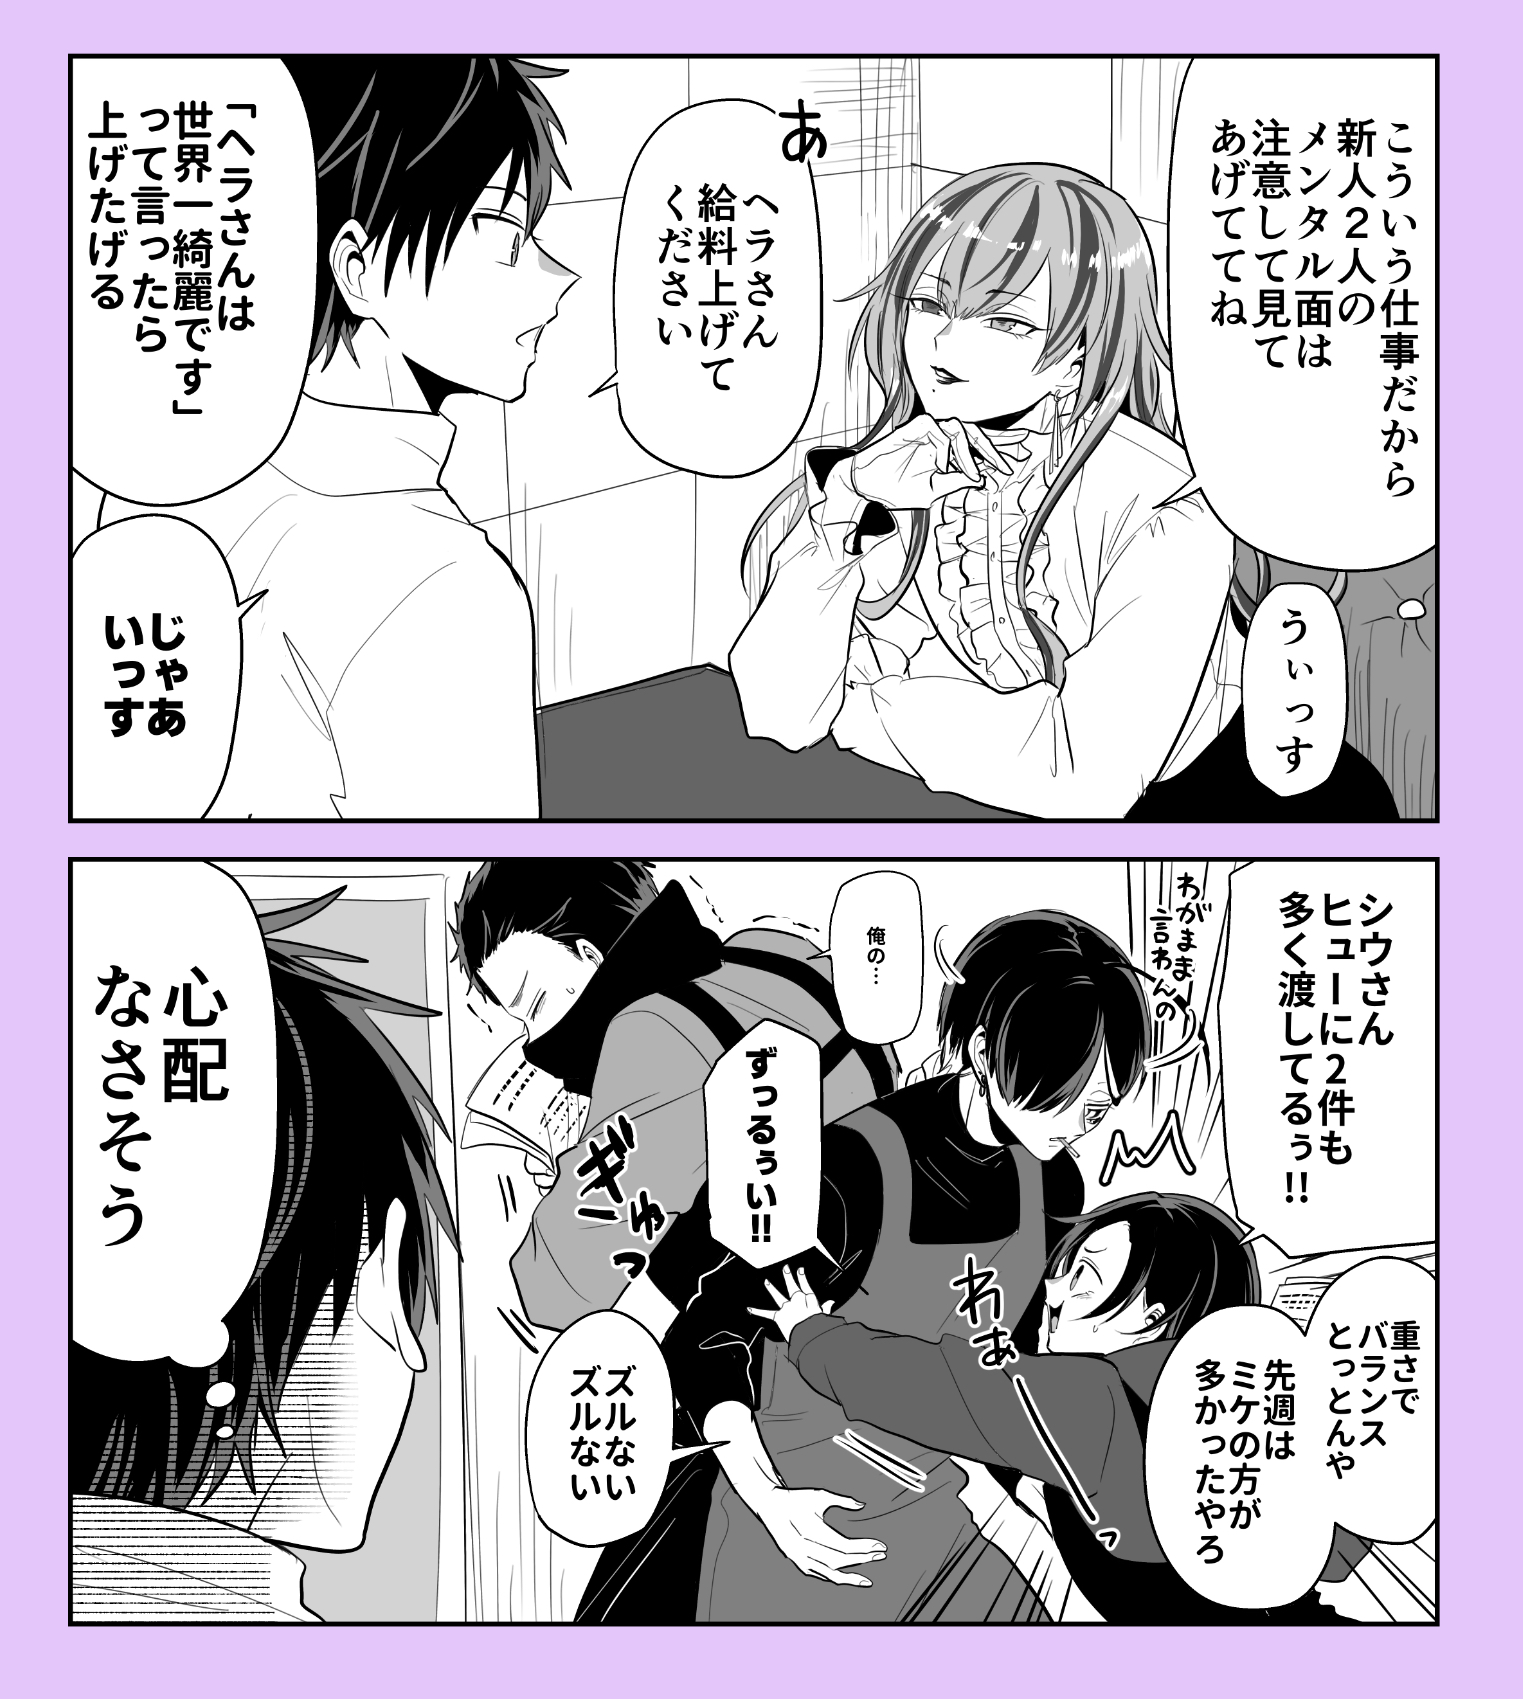 こういう仕事だから
新人2人の
メンタル面は
注意して見て
あげててね
うぃっす
あ
ヘラさん
給料上げて
ください
「ヘラさんは
世界一綺麗です」
って言ったら
上げたげる
じゃあ
いっす
シウさん
ヒューに2件も
多く渡してるぅ!!
重さで
バランス
とっとんや
先週は
ミケの方が
多かったやろ
わがまま
言わんの
わぁーっ
俺の…
ずっるぅい!!
ぎゅっ
ズルない
ズルない
心配
なさそう